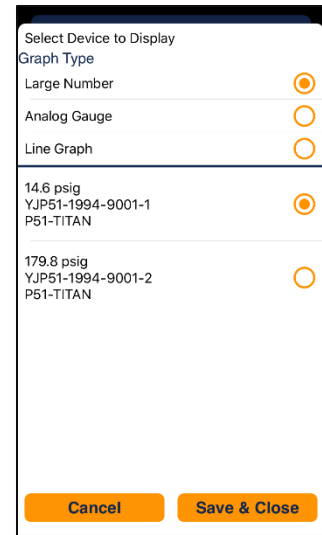 Select Device to Display
Graph Type
Large Number
Analog Gauge
Line Graph
14.6 psig
YJP51-1994-9001-1
P51-TITAN
179.8 psig
YJP51-1994-9001-2
P51-TITAN
Cancel Save & Close